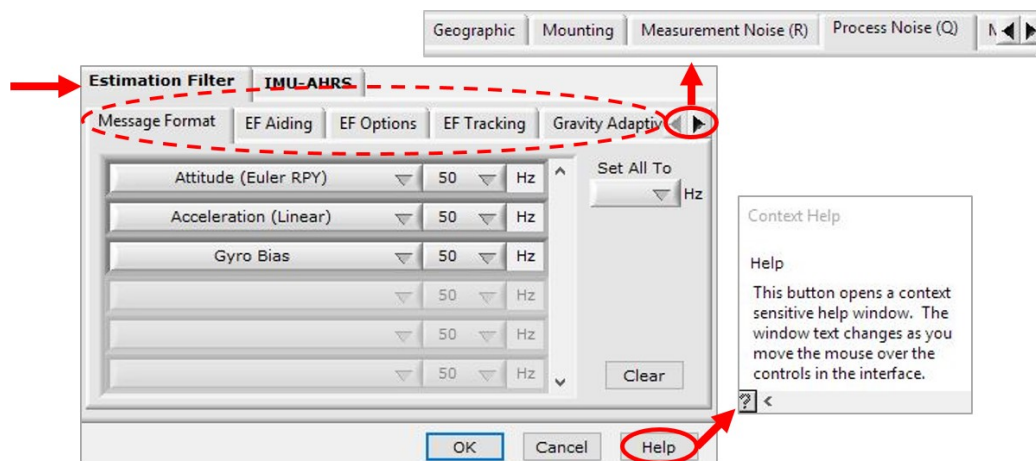 Geographic Mounting Measurement Noise (R) Process Noise (Q)
Estimation Filter IMU-AHRS
Message Format EF Aiding EF Options EF Tracking Gravity Adaptiv
Attitude (Euler RPY) 50 Hz
Set All To
Hz
Acceleration (Linear) 50 Hz
Gyro Bias 50 Hz
50 Hz
50 Hz
50 Hz
Clear
OK Cancel Help
Context Help
Help
This button opens a context
sensitive help window. The
window text changes as you
move the mouse over the
controls in the interface.
? <